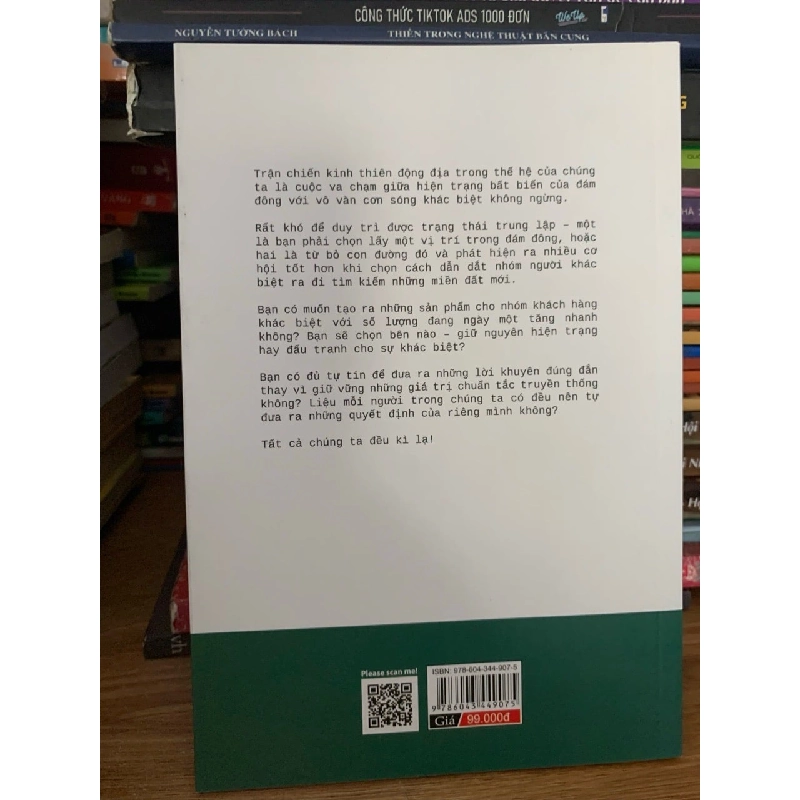 CÔNG THỨC TIKTOK ADS 1000 ĐƠN
WeUp
NGUYỄN TƯỜNG BÁCH
THIỀN TRONG NGHỆ THUẬT BẮN CUNG
Trận chiến kinh thiên động địa trong thế hệ của chúng
ta là cuộc va chạm giữa hiện trạng bất biến của đám
đông với vô vàn cơn sóng khác biệt không ngừng.
Rất khó để duy trì được trạng thái trung lập – một
là bạn phải chọn lấy một vị trí trong đám đông, hoặc
hai là từ bỏ con đường đó và phát hiện ra nhiều cơ
hội tốt hơn khi chọn cách dẫn dắt nhóm người khác
biệt ra đi tìm kiếm những miền đất mới.
Bạn có muốn tạo ra những sản phẩm cho nhóm khách hàng
khác biệt với số lượng đang ngày một tăng nhanh
không? Bạn sẽ chọn bên nào – giữ nguyên hiện trạng
hay đấu tranh cho sự khác biệt?
Bạn có đủ tự tin để đưa ra những lời khuyên đúng đắn
thay vì giữ vững những giá trị chuẩn tắc truyền thống
không? Liệu mỗi người trong chúng ta có đều nên tự
đưa ra những quyết định của riêng mình không?
Tất cả chúng ta đều kì lạ!
Please scan me!
ISBN: 978-604-344-907-5
9 786043 449075
Giá 99.000đ